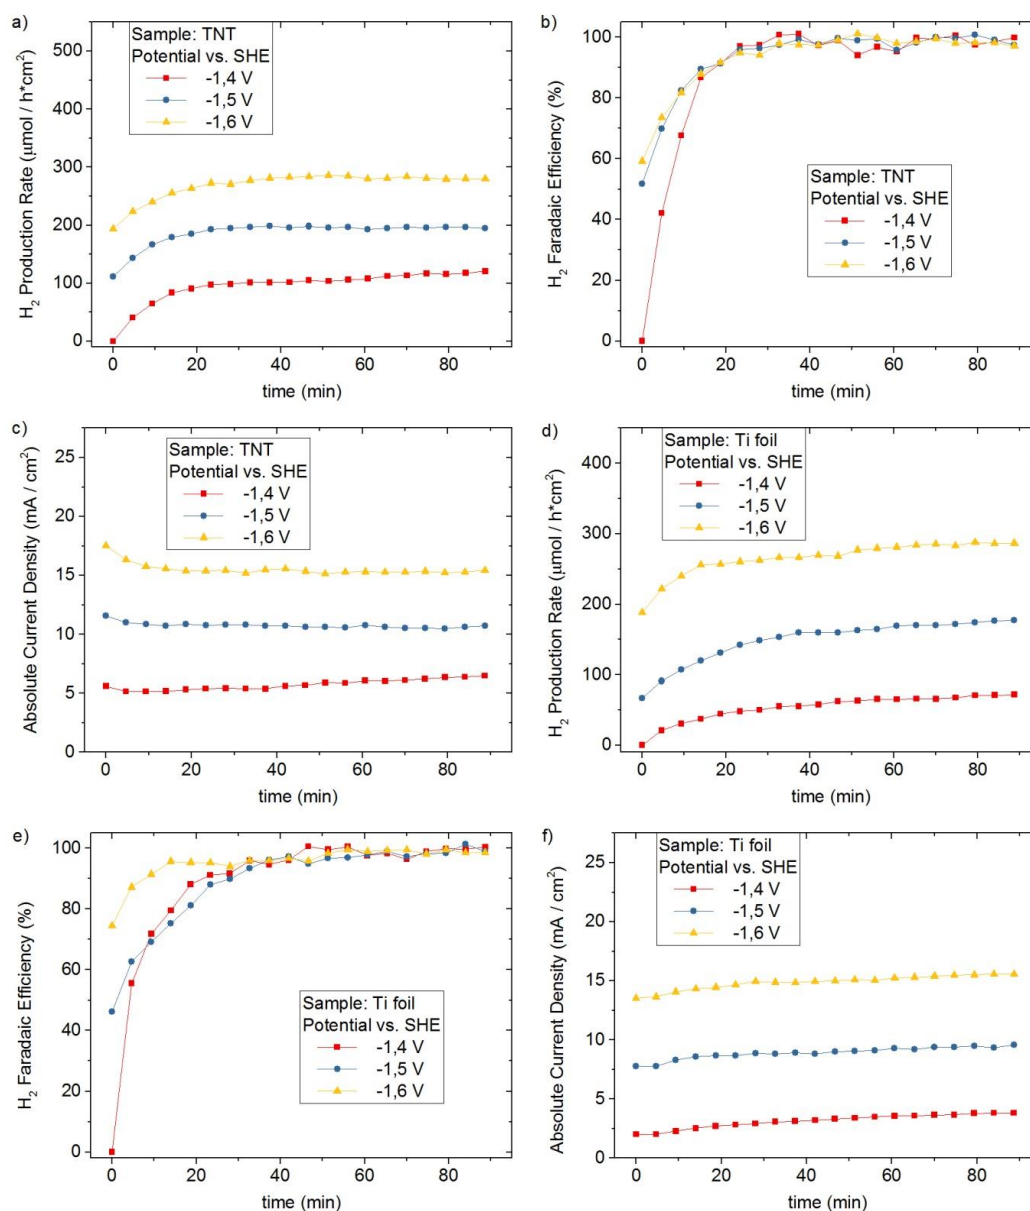 a)
H₂ Production Rate (µmol / h*cm²)
500
400
300
200
100
0
Sample: TNT
Potential vs. SHE
-1,4 V
-1,5 V
-1,6 V
0 20 40 60 80
time (min)
b)
H₂ Faradaic Efficiency (%)
100
80
60
40
20
0
Sample: TNT
Potential vs. SHE
-1,4 V
-1,5 V
-1,6 V
0 20 40 60 80
time (min)
c)
Absolute Current Density (mA / cm²)
25
20
15
10
5
0
Sample: TNT
Potential vs. SHE
-1,4 V
-1,5 V
-1,6 V
0 20 40 60 80
time (min)
d)
H₂ Production Rate (µmol / h*cm²)
400
300
200
100
0
Sample: Ti foil
Potential vs. SHE
-1,4 V
-1,5 V
-1,6 V
0 20 40 60 80
time (min)
e)
H₂ Faradaic Efficiency (%)
100
80
60
40
20
0
Sample: Ti foil
Potential vs. SHE
-1,4 V
-1,5 V
-1,6 V
0 20 40 60 80
time (min)
f)
Absolute Current Density (mA / cm²)
25
20
15
10
5
0
Sample: Ti foil
Potential vs. SHE
-1,4 V
-1,5 V
-1,6 V
0 20 40 60 80
time (min)